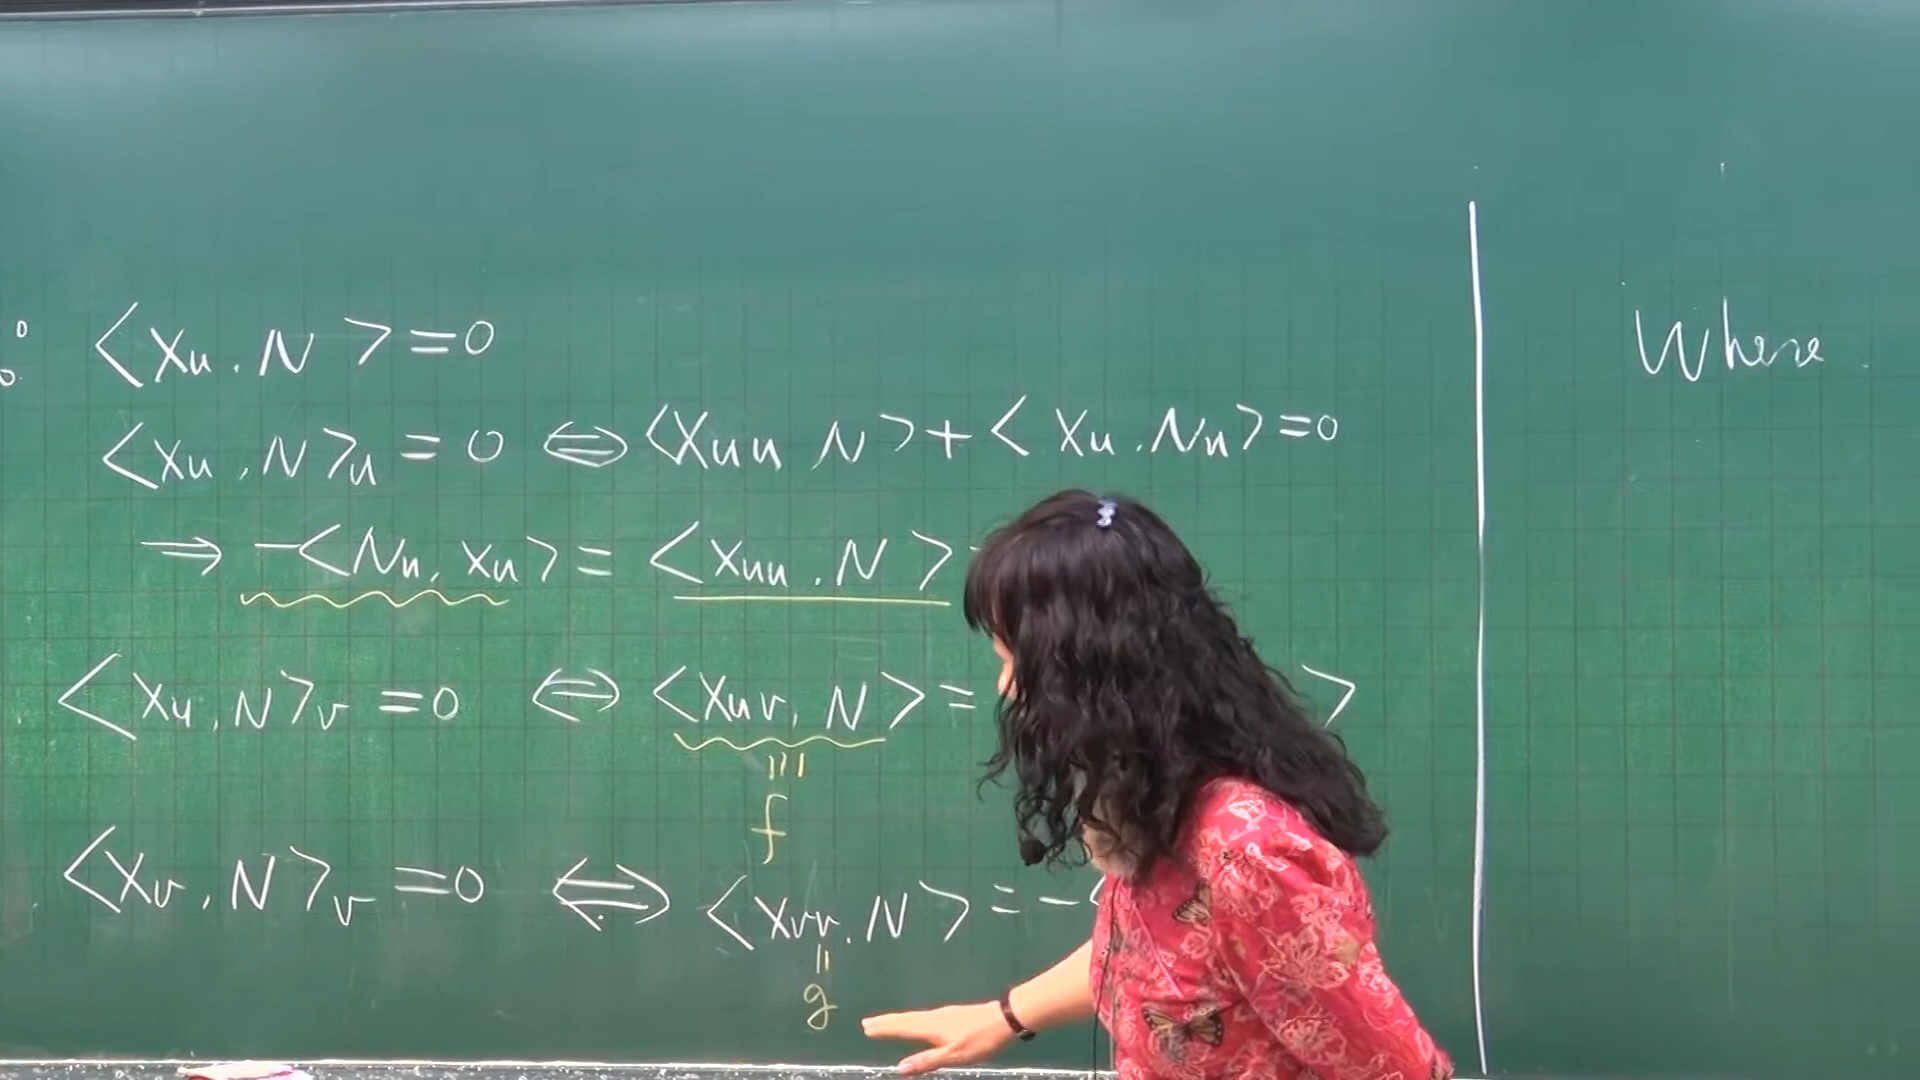 <Xu, N> = 0
<Xu, N>u = 0 ⇔ <Xuu N> + <Xu, Nu> = 0
⇒ -<Nu, Xu> = <Xuu, N>
<Xu, N>v = 0 ⇔ <Xuv, N> = >
≡
f
<Xv, N>v = 0 ⇔ <Xvv, N> = -<
=
g
Where